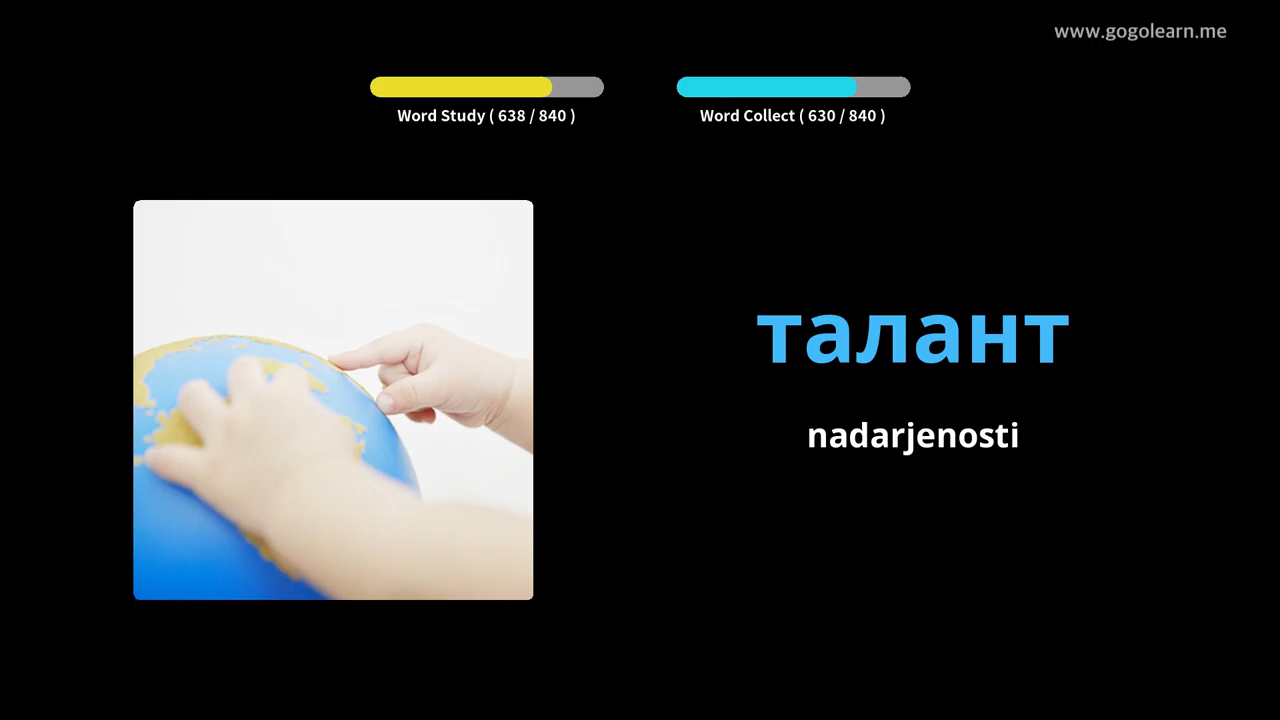 www.gogolearn.me
Word Study ( 638 / 840 )
Word Collect ( 630 / 840 )
талант
nadarjenosti